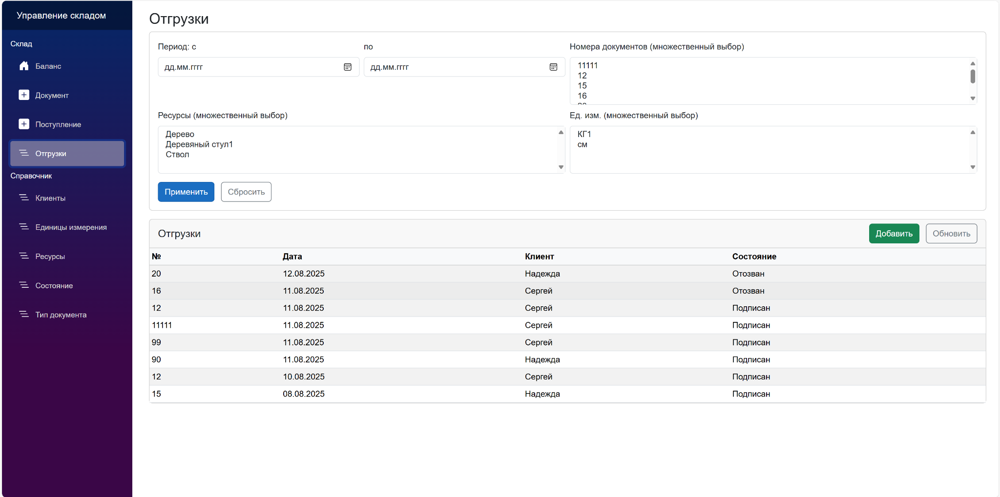 Управление складом
Склад
Баланс
Документ
Поступление
Отгрузки
Справочник
Клиенты
Единицы измерения
Ресурсы
Состояние
Тип документа
Отгрузки
Период: с
по
Номера документов (множественный выбор)
дд.мм.гггг
дд.мм.гггг
11111
12
15
16
Ресурсы (множественный выбор)
Ед. изм. (множественный выбор)
Дерево
Деревяный стул1
Ствол
КГ1
см
Применить
Сбросить
Отгрузки
Добавить
Обновить
№ Дата Клиент Состояние
20 12.08.2025 Надежда Отозван
16 11.08.2025 Сергей Отозван
12 11.08.2025 Сергей Подписан
11111 11.08.2025 Сергей Подписан
99 11.08.2025 Сергей Подписан
90 11.08.2025 Надежда Подписан
12 10.08.2025 Сергей Подписан
15 08.08.2025 Надежда Подписан